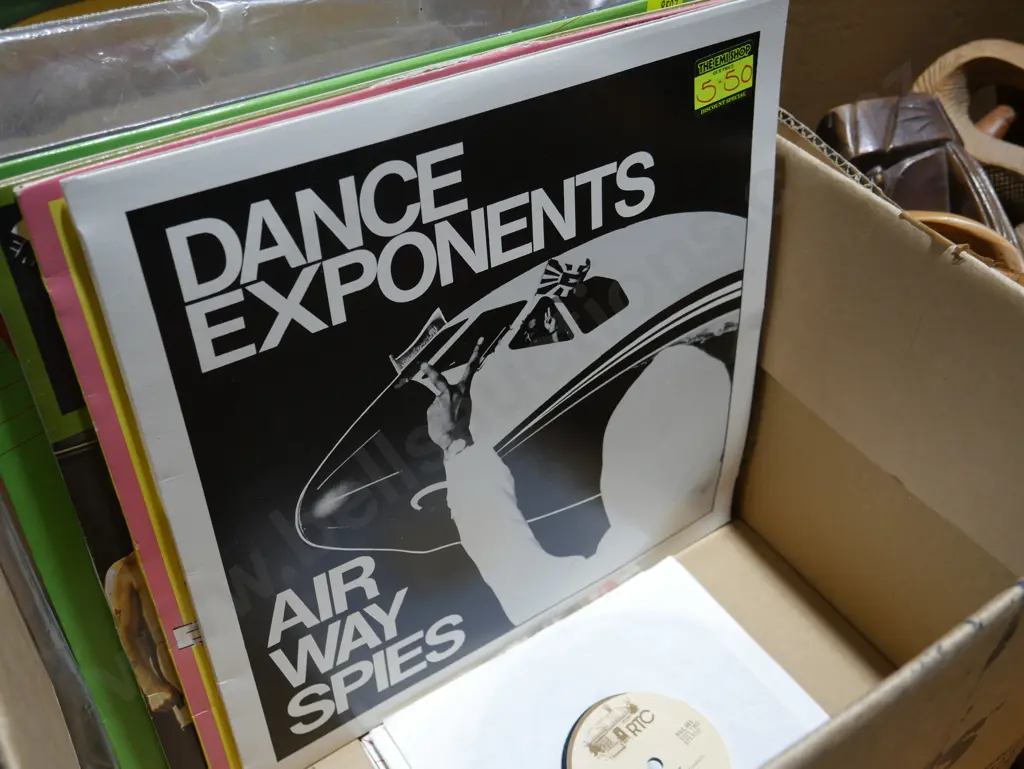 THE EMI SHOP
5.50
DISCOUNT SPECIAL
DANCE
EXPONENTS
AIR
WAY
SPIES
RTC